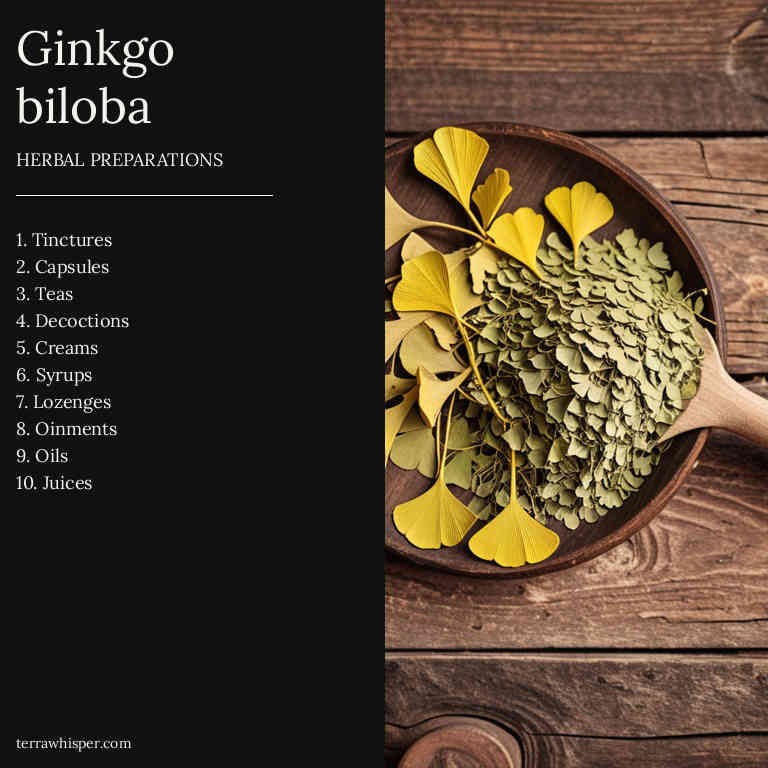 Ginkgo
biloba
HERBAL PREPARATIONS
1. Tinctures
2. Capsules
3. Teas
4. Decoctions
5. Creams
6. Syrups
7. Lozenges
8. Oinments
9. Oils
10. Juices
terrawhisper.com